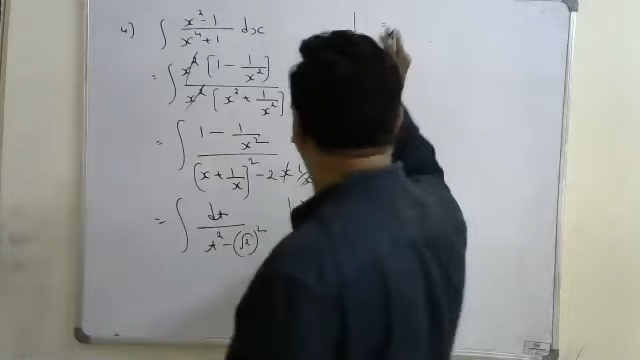 4) ∫ (x² - 1)/(x⁴ + 1) dx
= ∫ x² [1 - 1/x²] / x² [x² + 1/x²]
= ∫ (1 - 1/x²) / [x + 1/x]² - 2
= ∫ dt / t² - (√2)²